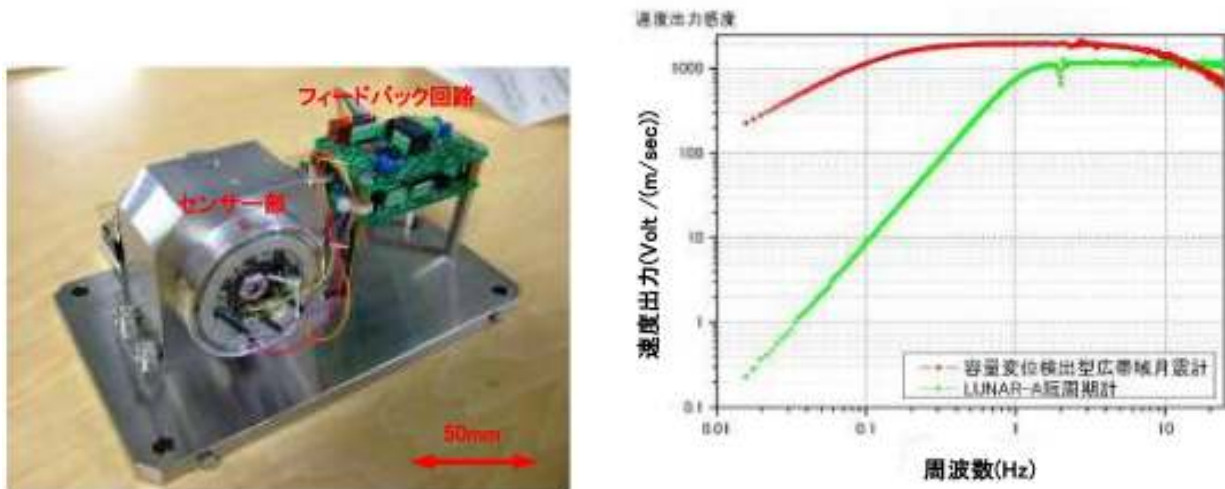 フィードバック回路
センサー部
50mm
速度出力感度
速度出力(Volt /(m/sec))
1000
100
10
1
0.1
0.01
0.1
1
10
周波数(Hz)
容量変位検出型広帯域月震計
LUNAR-A短周期計